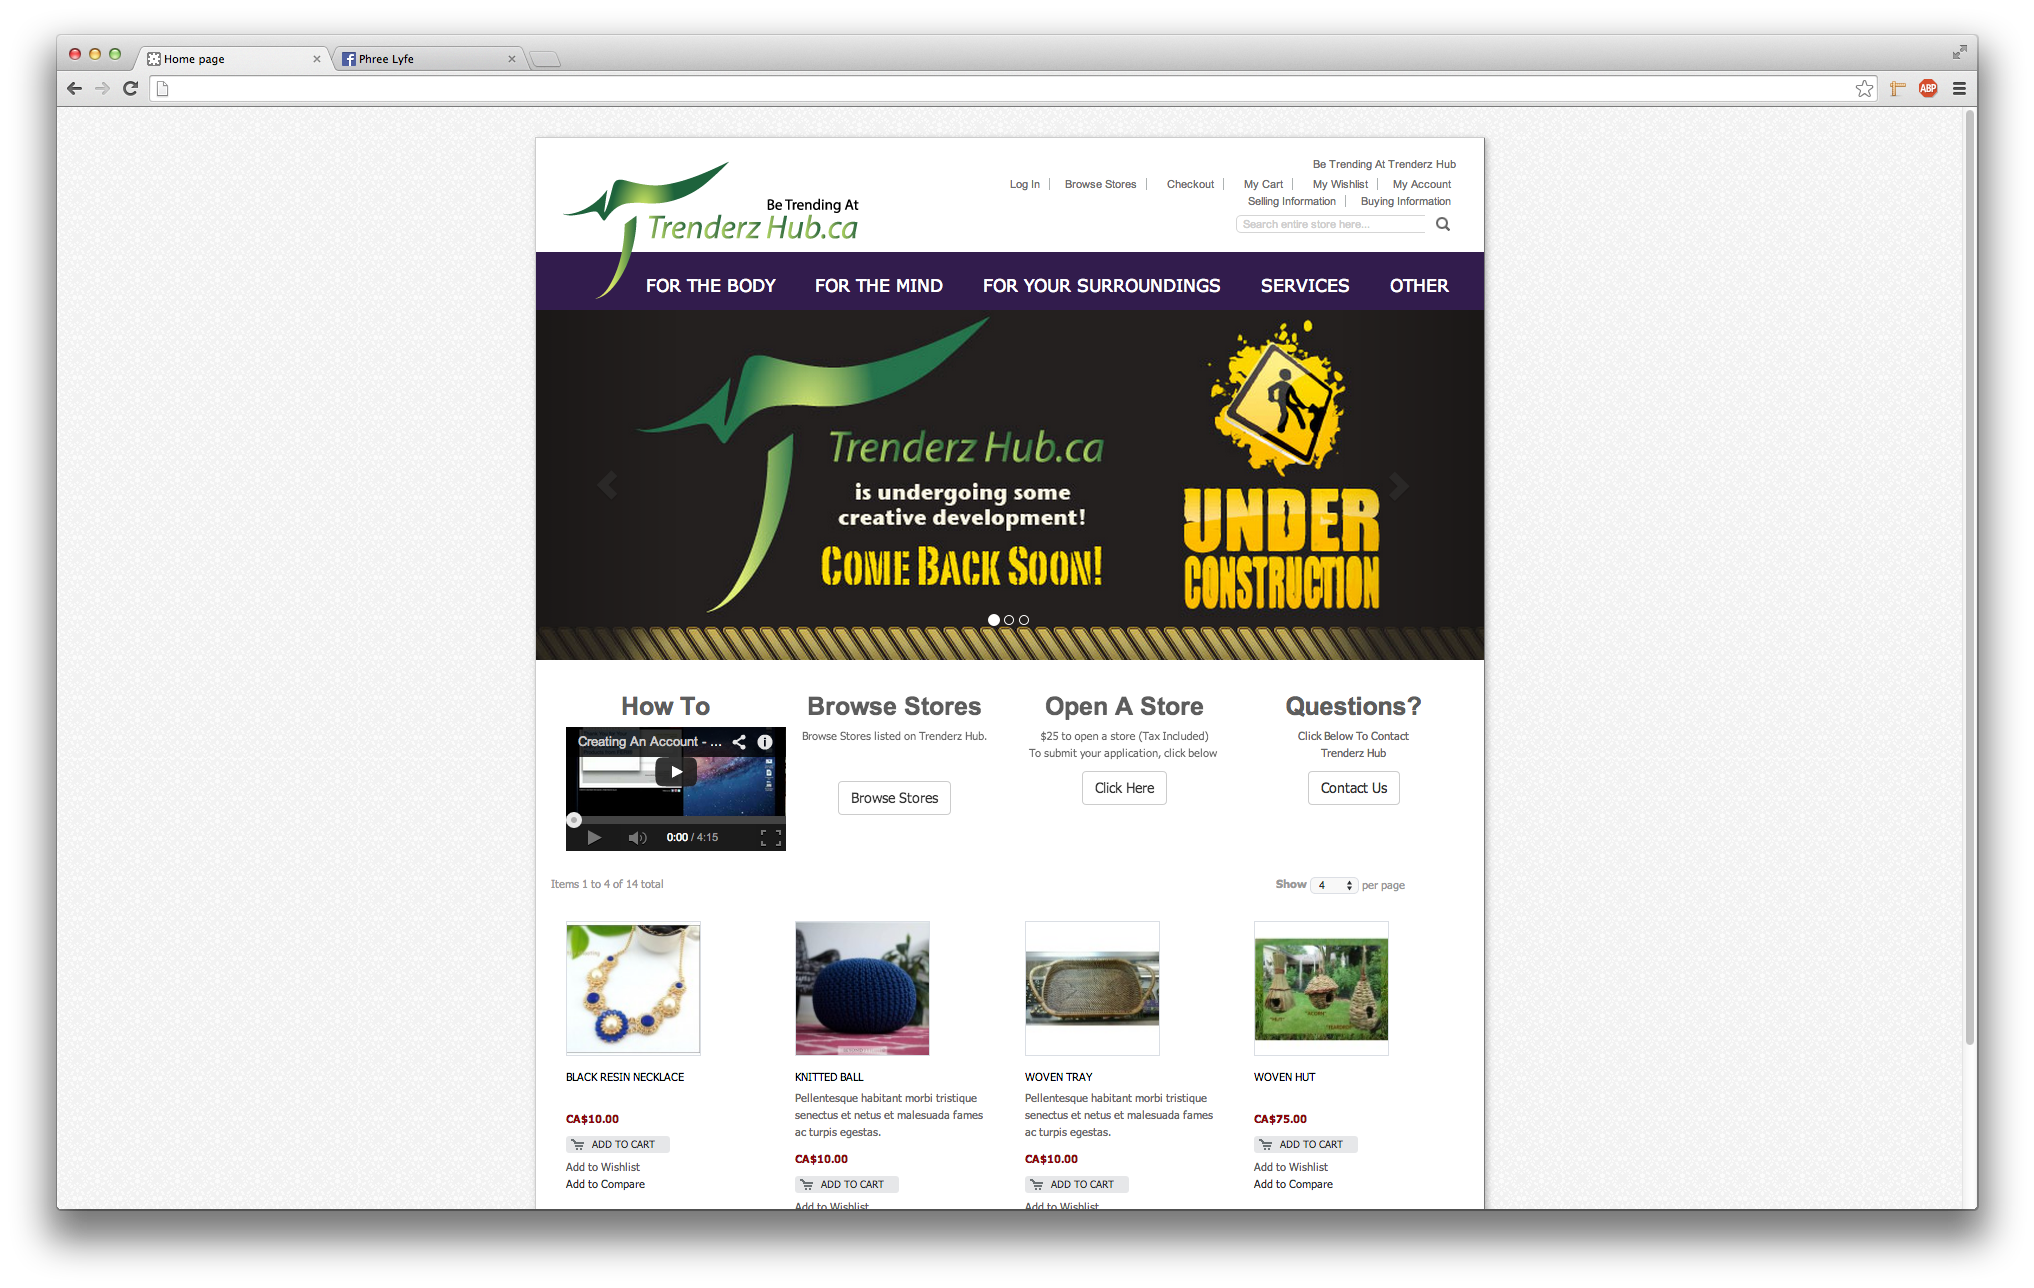 Home page
Phree Lyfe
ABP
Be Trending At Trenderz Hub
Log In
Browse Stores
Checkout
My Cart
My Wishlist
My Account
Selling Information
Buying Information
Search entire store here...
Be Trending At
Trenderz Hub.ca
FOR THE BODY
FOR THE MIND
FOR YOUR SURROUNDINGS
SERVICES
OTHER
Trenderz Hub.ca
is undergoing some
creative development!
COME BACK SOON!
UNDER
CONSTRUCTION
How To
Creating An Account - ...
0:00 / 4:15
Browse Stores
Browse Stores listed on Trenderz Hub.
Browse Stores
Open A Store
$25 to open a store (Tax Included)
To submit your application, click below
Click Here
Questions?
Click Below To Contact
Trenderz Hub
Contact Us
Items 1 to 4 of 14 total
Show 4 per page
BLACK RESIN NECKLACE
CA$10.00
ADD TO CART
Add to Wishlist
Add to Compare
KNITTED BALL
Pellentesque habitant morbi tristique
senectus et netus et malesuada fames
ac turpis egestas.
CA$10.00
ADD TO CART
Add to Wishlist
WOVEN TRAY
Pellentesque habitant morbi tristique
senectus et netus et malesuada fames
ac turpis egestas.
CA$10.00
ADD TO CART
Add to Wishlist
"HUT"
"ACORN"
"TEARDROP"
WOVEN HUT
CA$75.00
ADD TO CART
Add to Wishlist
Add to Compare